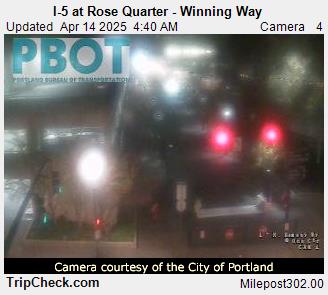 I-5 at Rose Quarter - Winning Way
Updated Apr 14 2025 4:40 AM Camera 4
PBOT
PORTLAND BUREAU OF TRANSPORTATION
Camera courtesy of the City of Portland
TripCheck.com Milepost302.00